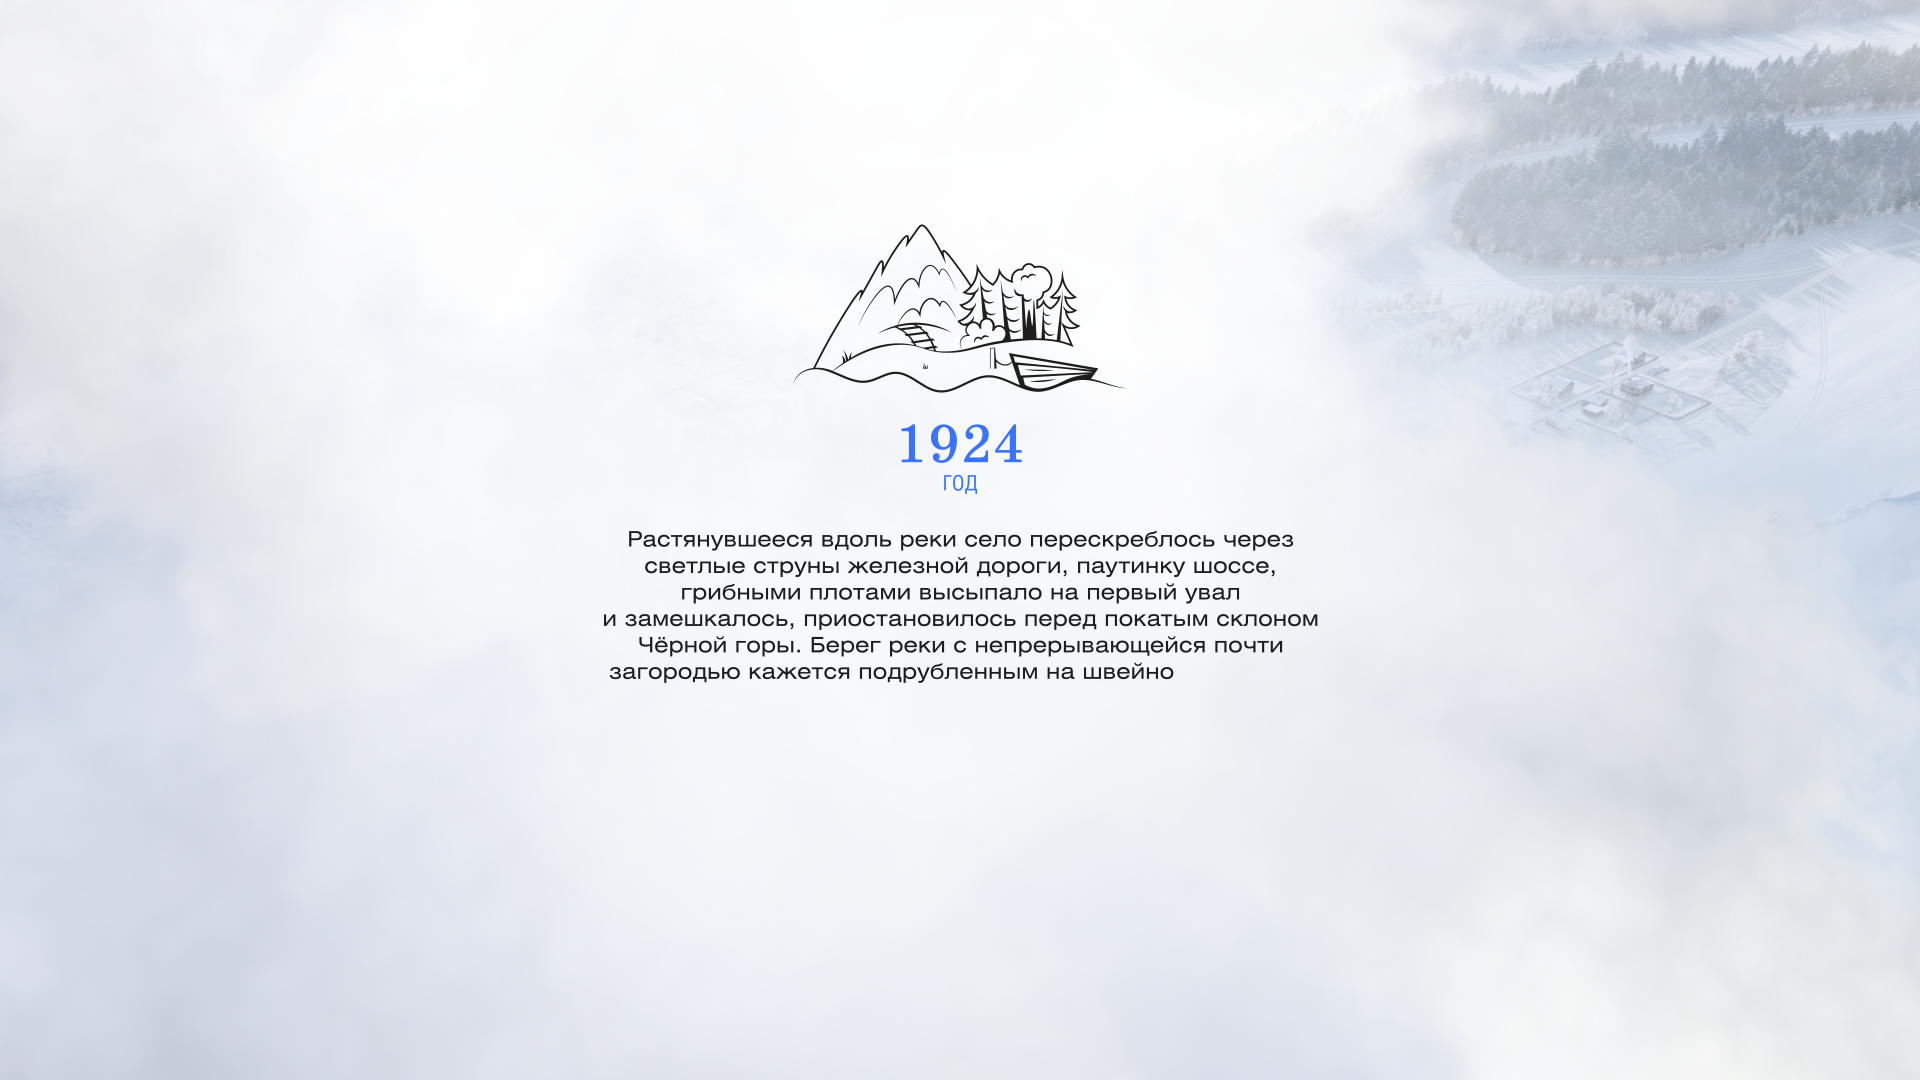 1924
ГОД
Растянувшееся вдоль реки село перескреблось через
светлые струны железной дороги, паутинку шоссе,
грибными плотами высыпало на первый увал
и замешкалось, приостановилось перед покатым склоном
Чёрной горы. Берег реки с непрерывающейся почти
загородью кажется подрубленным на швейно